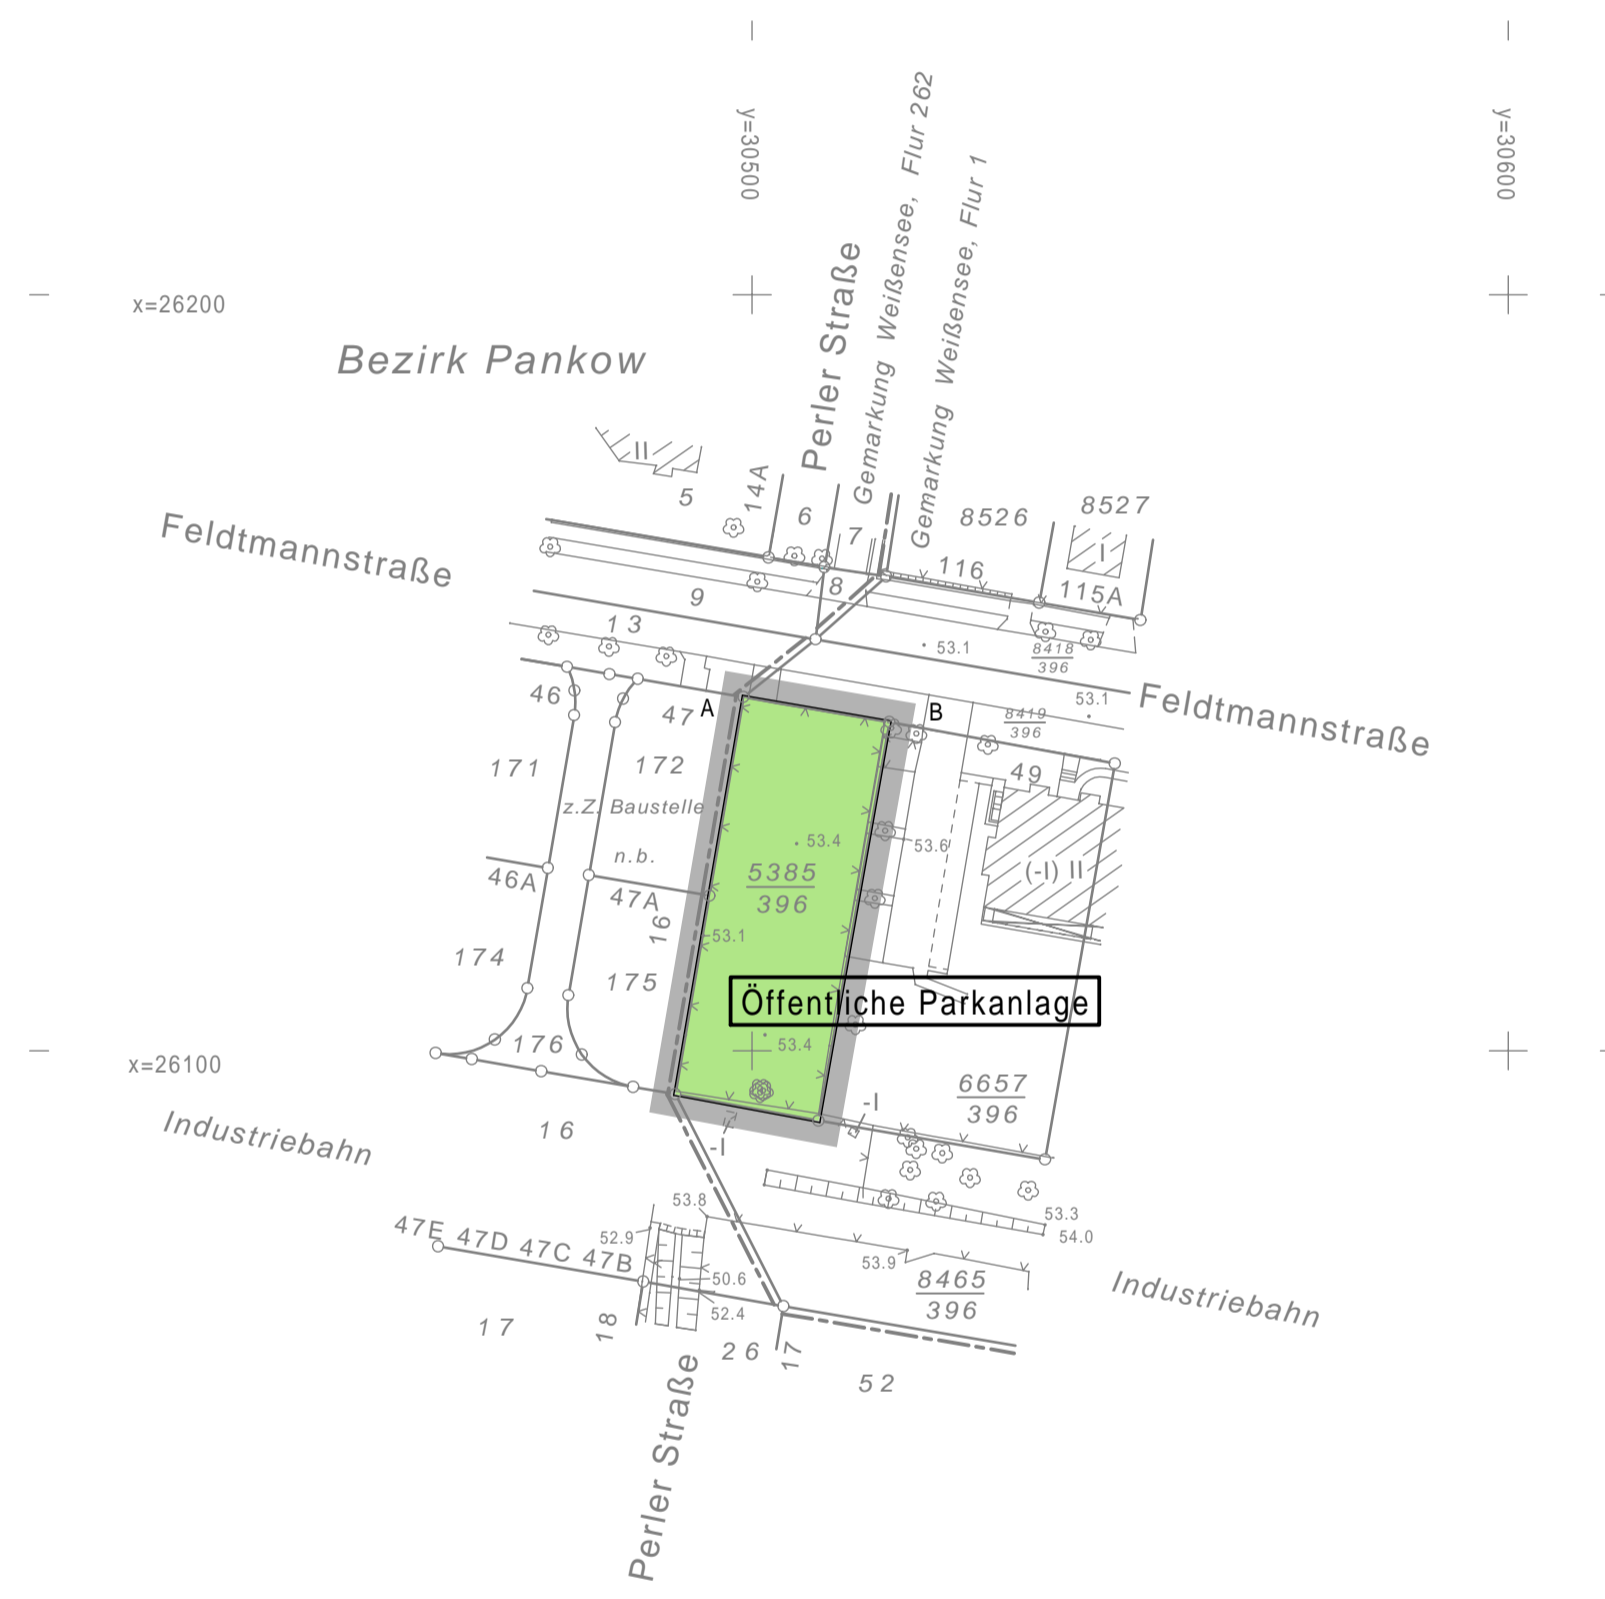 y=30500
y=30600
Gemarkung Weißensee, Flur 262
Gemarkung Weißensee, Flur 1
Perler Straße
x=26200
Bezirk Pankow
II
5
14A
6
7
8526
8527
I
Feldtmannstraße
116
115A
8
9
13
53.1
8418
396
53.1
46
47
A
B
8419
396
Feldtmannstraße
171
172
49
z.Z. Baustelle
53.4
53.6
n.b.
5385
396
(-I) II
46A
47A
16
53.1
174
175
Öffentliche Parkanlage
176
53.4
x=26100
6657
396
-I
Industriebahn
16
-I
53.8
53.3
54.0
47E 47D 47C 47B
52.9
53.9
50.6
8465
396
Industriebahn
52.4
17
18
26
17
52
Perler Straße